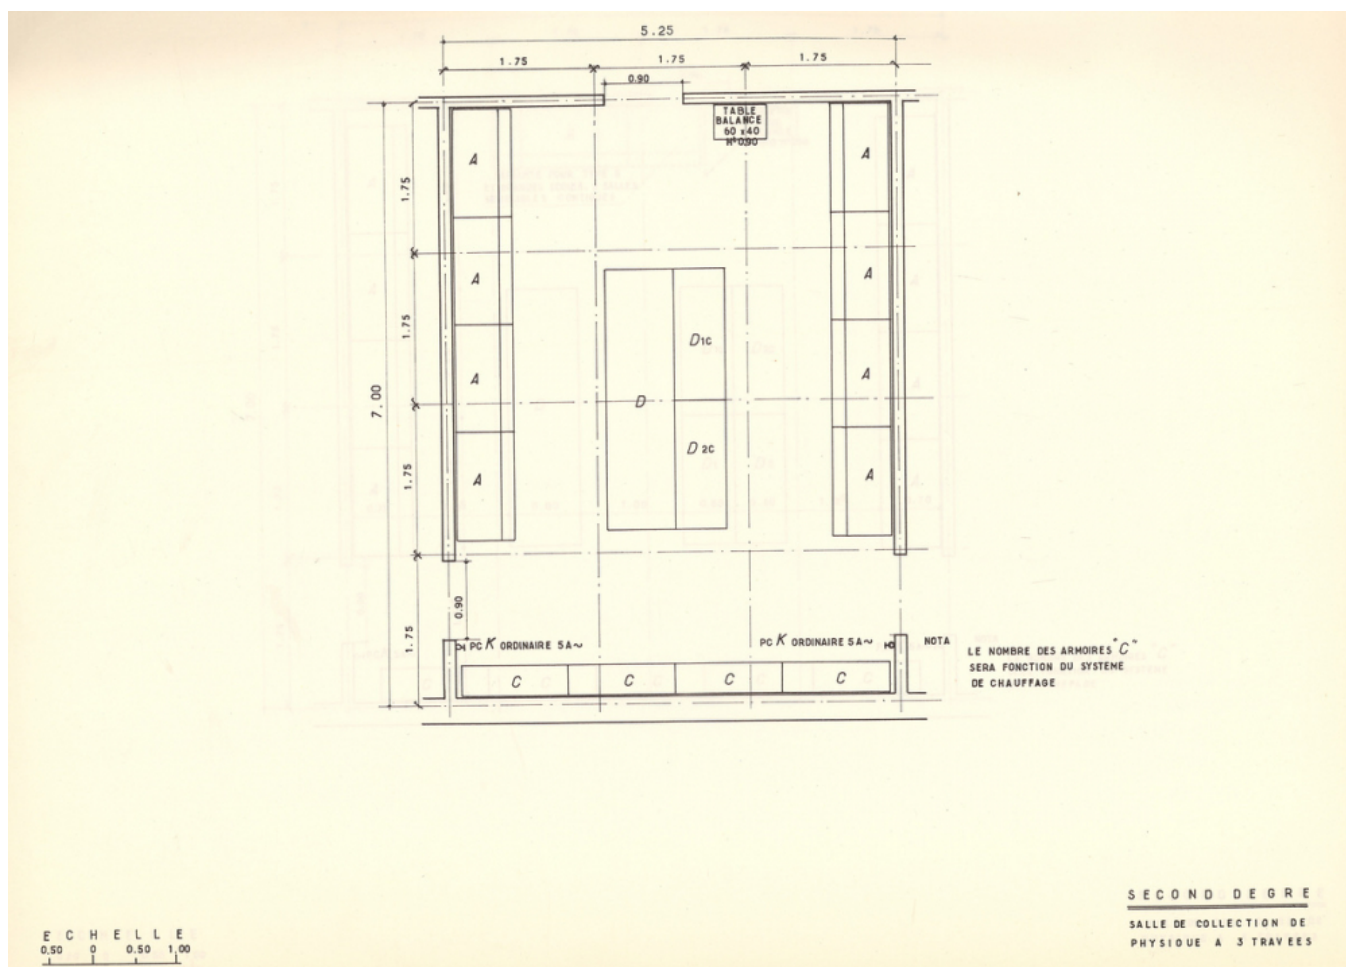 5.25
1.75 1.75 1.75
0.90
TABLE
BALANCE
60 x 40
Hᵗ 0.90
A A
1.75
A A
1.75
D1C
7.00
A D A
D 2C
1.75
A A
0.90
1.75
PC K ORDINAIRE 5A~ PC K ORDINAIRE 5A~ NOTA
LE NOMBRE DES ARMOIRES "C"
SERA FONCTION DU SYSTEME
DE CHAUFFAGE
C C C C
SECOND DEGRE
SALLE DE COLLECTION DE
PHYSIQUE A 3 TRAVEES
ECHELLE
0.50 0 0.50 1.00